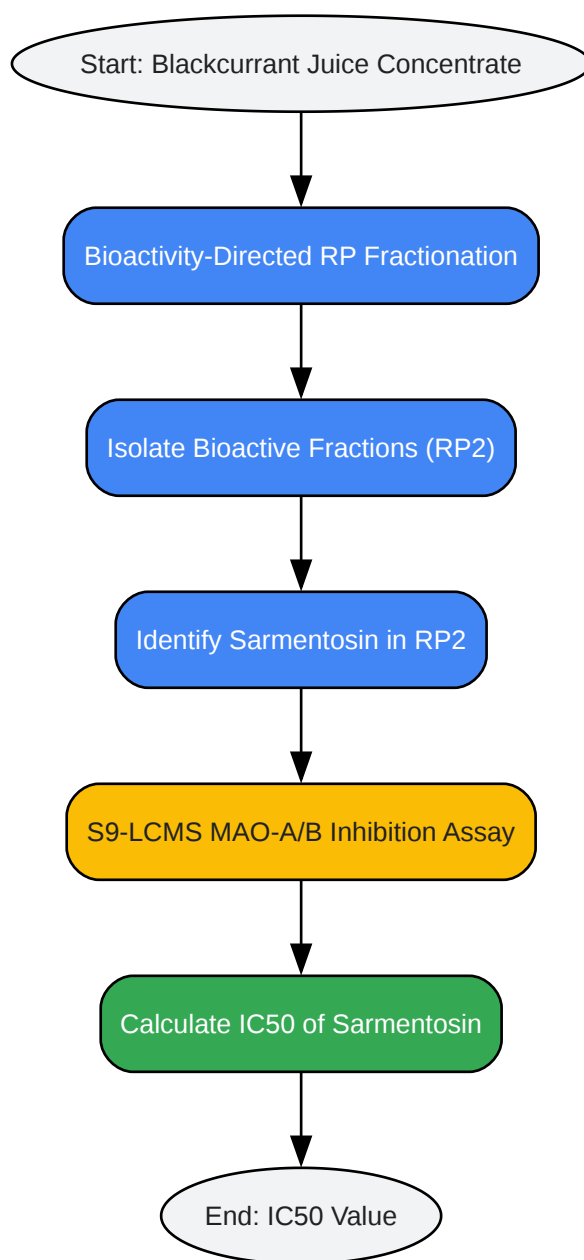 Start: Blackcurrant Juice Concentrate
Bioactivity-Directed RP Fractionation
Isolate Bioactive Fractions (RP2)
Identify Sarmentosin in RP2
S9-LCMS MAO-A/B Inhibition Assay
Calculate IC50 of Sarmentosin
End: IC50 Value